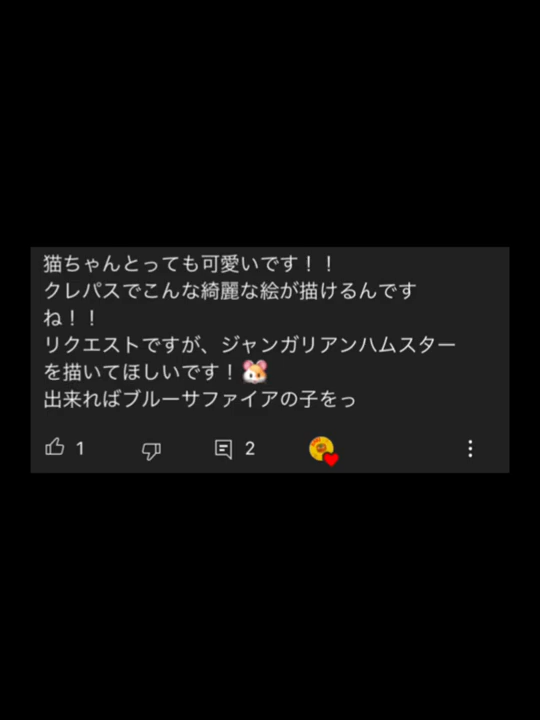 猫ちゃんとっても可愛いです！！
クレパスでこんな綺麗な絵が描けるんです
ね！！
リクエストですが、ジャンガリアンハムスター
を描いてほしいです！🐹
出来ればブルーサファイアの子をっ
1 2